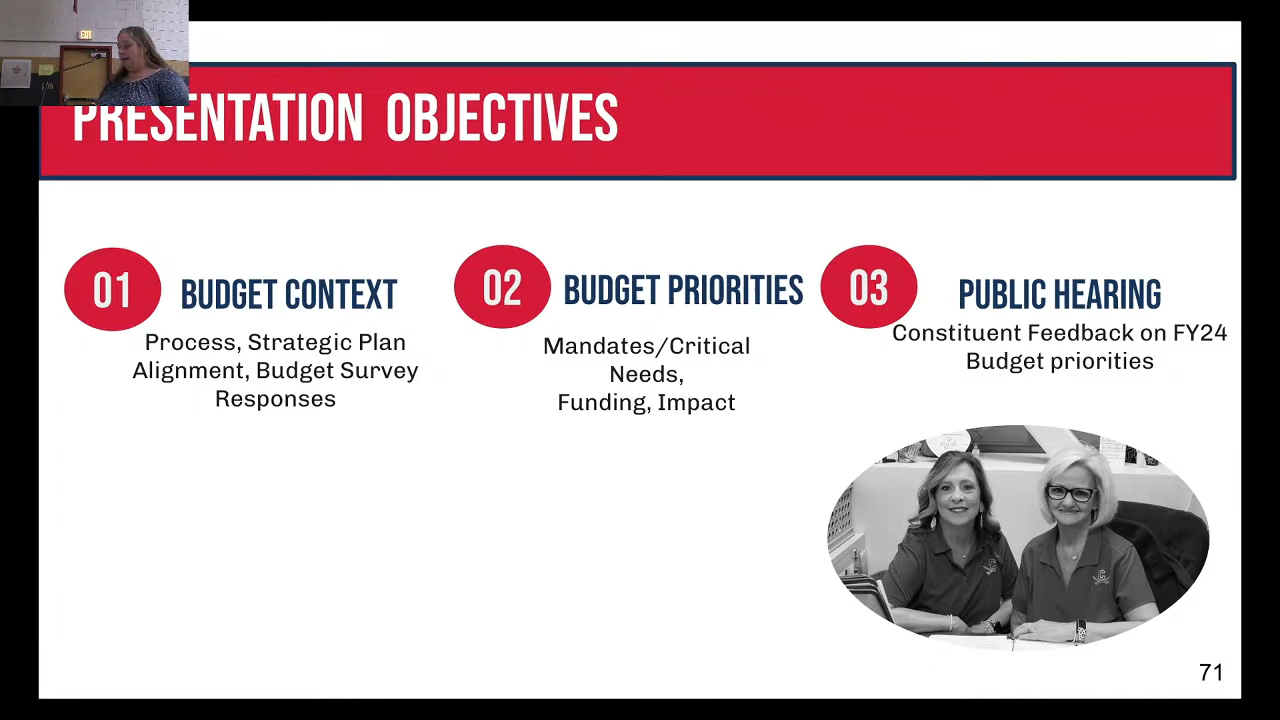 PRESENTATION OBJECTIVES
01
BUDGET CONTEXT
Process, Strategic Plan
Alignment, Budget Survey
Responses
02
BUDGET PRIORITIES
Mandates/Critical
Needs,
Funding, Impact
03
PUBLIC HEARING
Constituent Feedback on FY24
Budget priorities
71